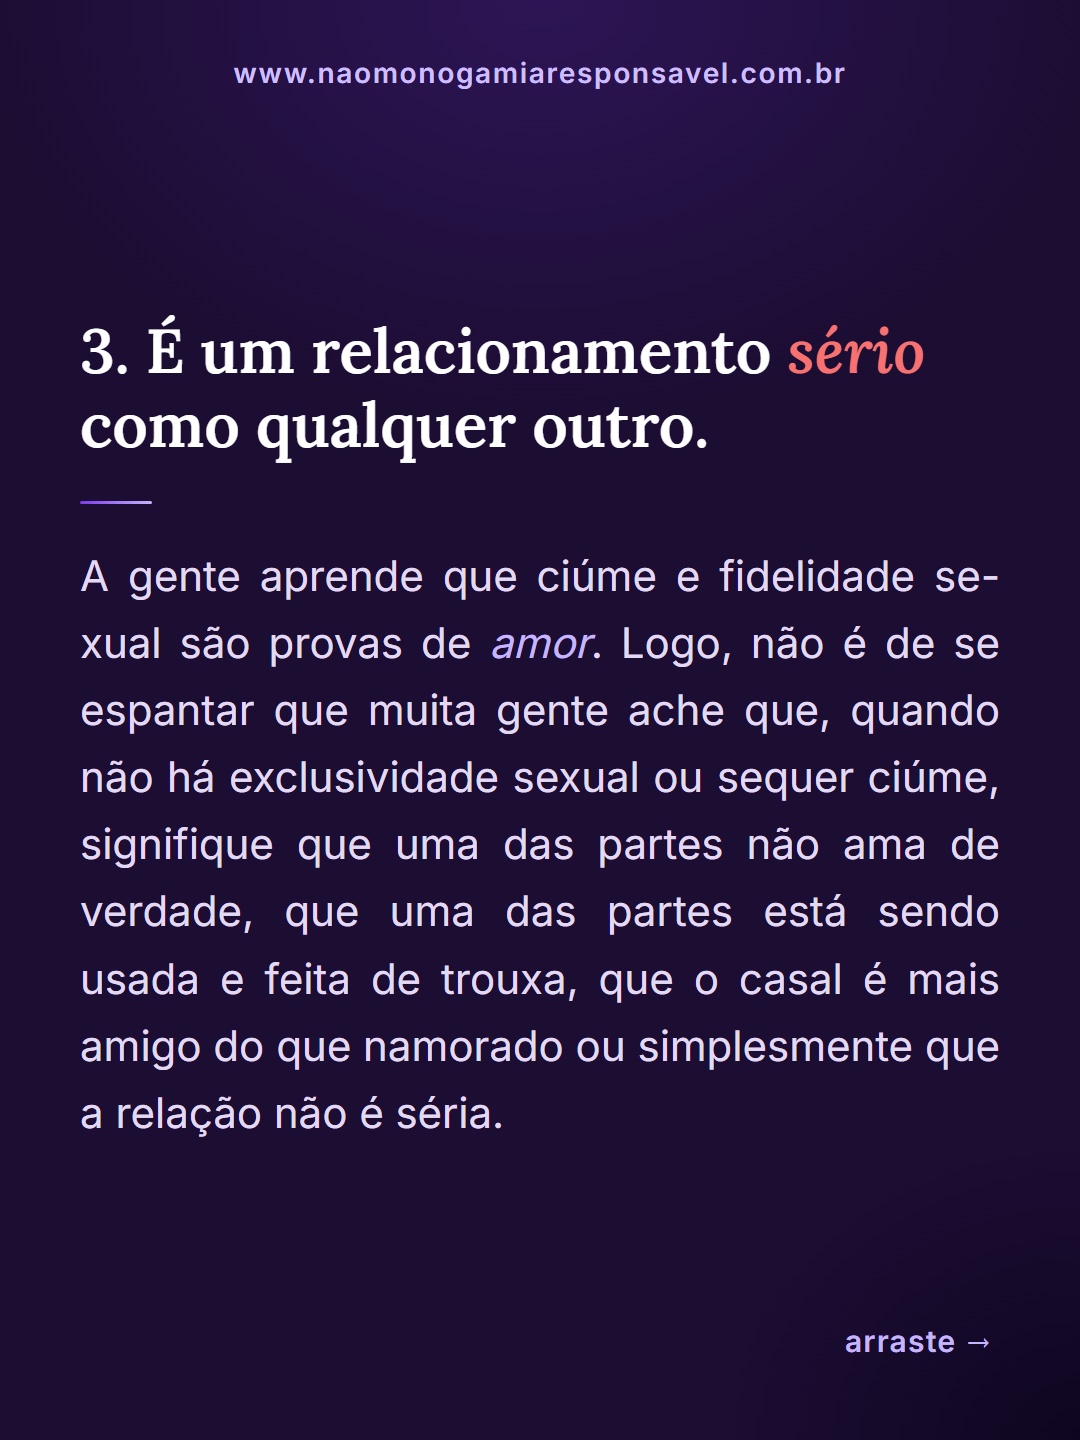 www.naomonogamiaresponsavel.com.br
3. É um relacionamento sério
como qualquer outro.
A gente aprende que ciúme e fidelidade se-
xual são provas de amor. Logo, não é de se
espantar que muita gente ache que, quando
não há exclusividade sexual ou sequer ciúme,
signifique que uma das partes não ama de
verdade, que uma das partes está sendo
usada e feita de trouxa, que o casal é mais
amigo do que namorado ou simplesmente que
a relação não é séria.
arraste →